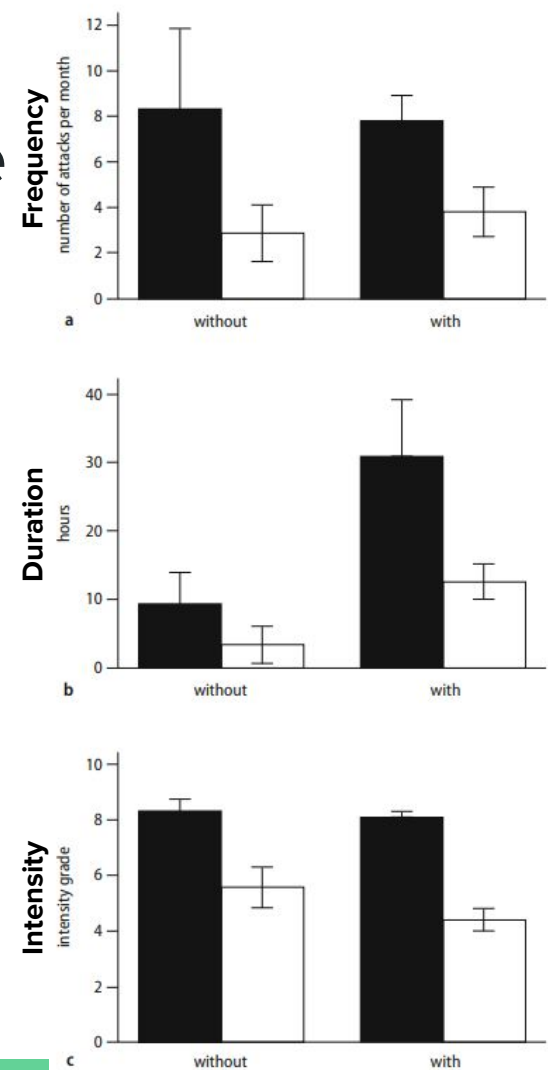 Frequency
number of attacks per month
12
10
8
6
4
2
0
a
without
with
Duration
hours
40
30
20
10
0
b
without
with
Intensity
intensity grade
10
8
6
4
2
0
c
without
with